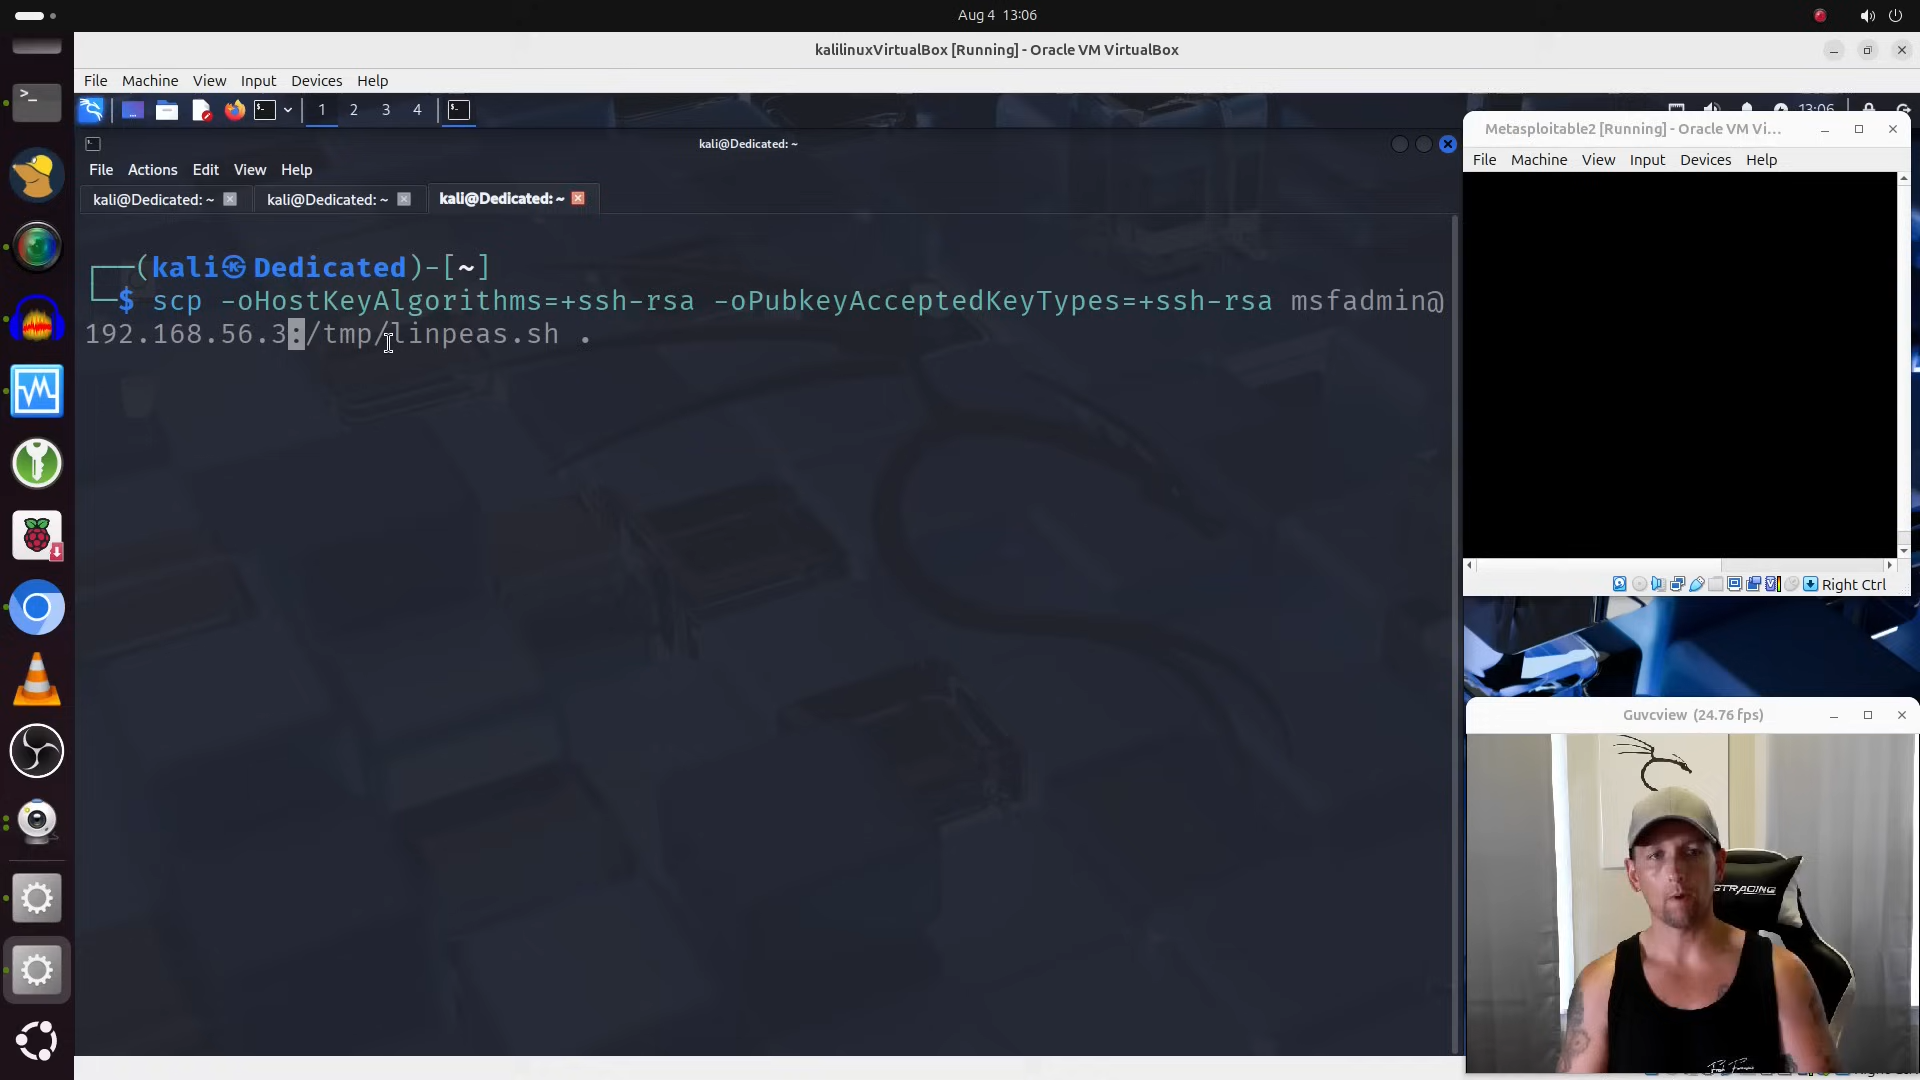 Aug 4 13:06
kalilinuxVirtualBox [Running] - Oracle VM VirtualBox
File Machine View Input Devices Help
1 2 3 4
13:06
kali@Dedicated: ~
File Actions Edit View Help
kali@Dedicated: ~ kali@Dedicated: ~ kali@Dedicated: ~
┌──(kali㉿Dedicated)-[~]
└─$ scp -oHostKeyAlgorithms=+ssh-rsa -oPubkeyAcceptedKeyTypes=+ssh-rsa msfadmin@
192.168.56.3:/tmp/linpeas.sh .
Metasploitable2 [Running] - Oracle VM Vi...
File Machine View Input Devices Help
Right Ctrl
Guvcview (24.76 fps)
GTRACING